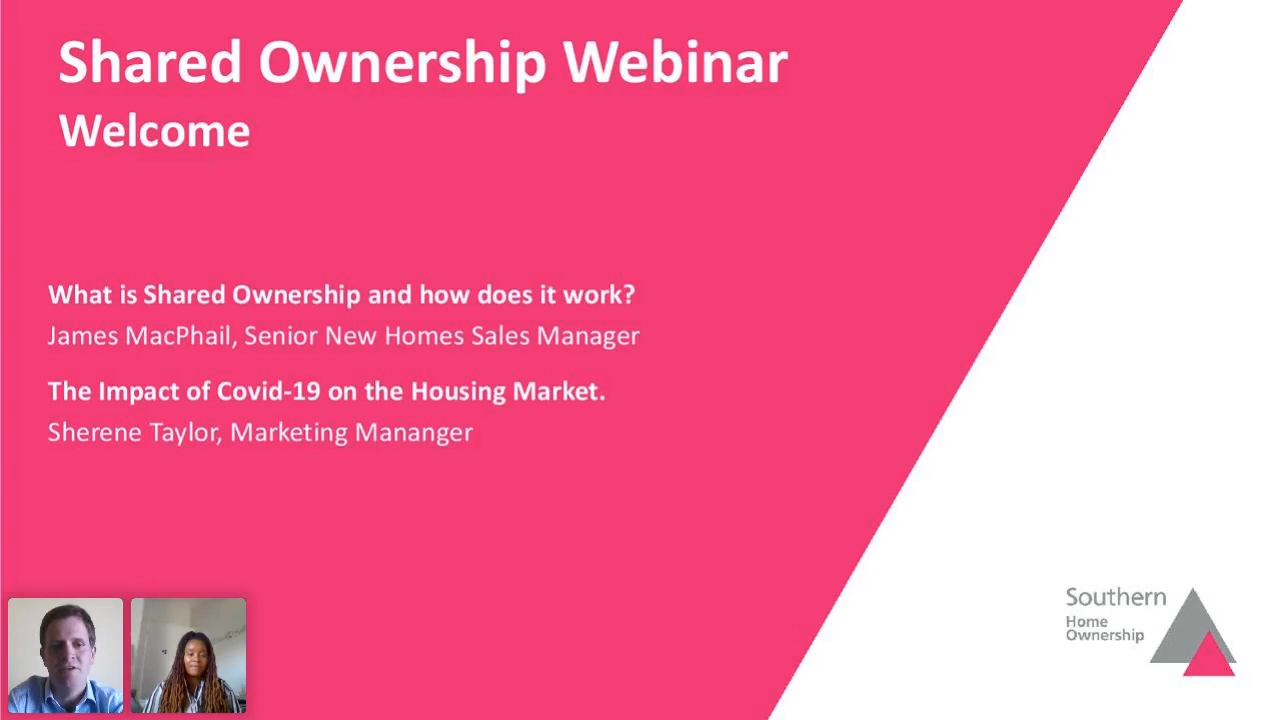 Shared Ownership Webinar
Welcome
What is Shared Ownership and how does it work?
James MacPhail, Senior New Homes Sales Manager
The Impact of Covid-19 on the Housing Market.
Sherene Taylor, Marketing Mananger
Southern
Home
Ownership